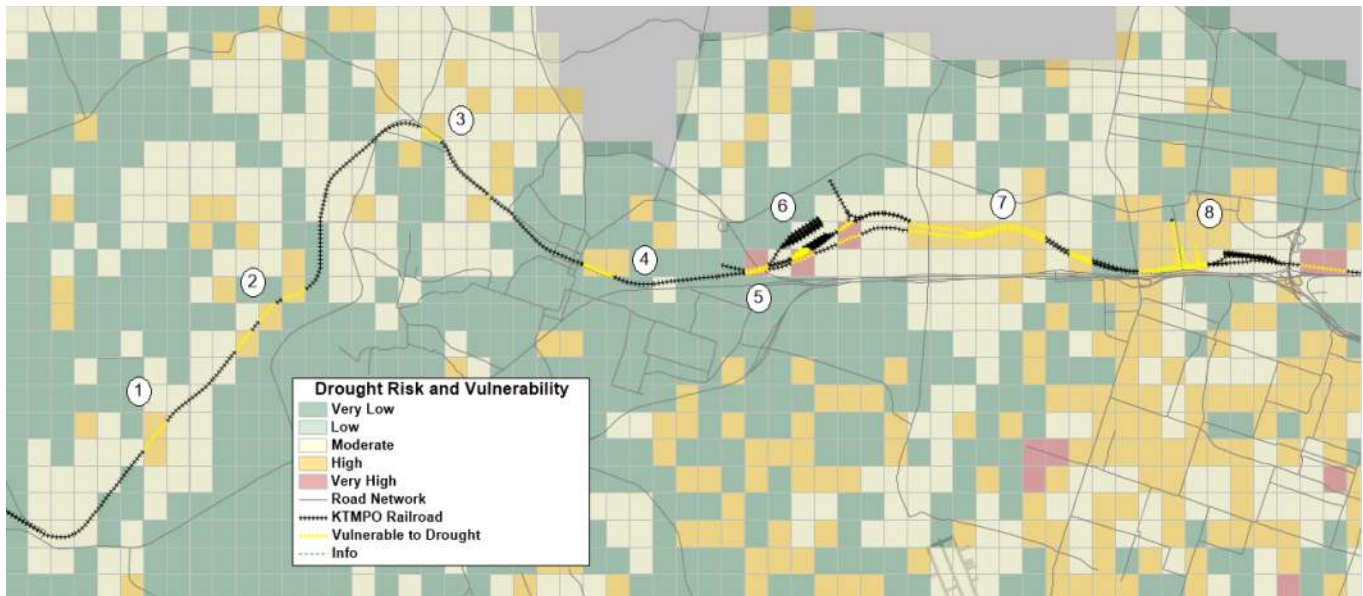 3
6
7
8
2
4
5
1
Drought Risk and Vulnerability
Very Low
Low
Moderate
High
Very High
Road Network
KTMPO Railroad
Vulnerable to Drought
Info